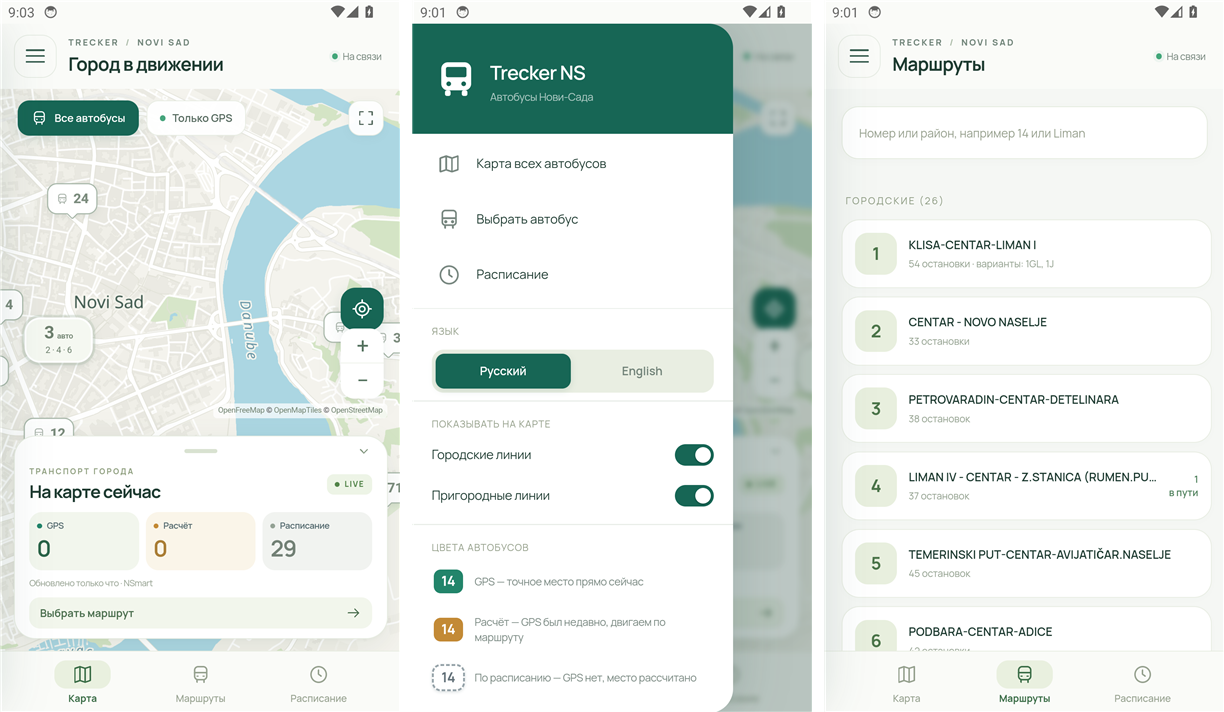 9:03
TRECKER / NOVI SAD
Город в движении
На связи
Все автобусы
Только GPS
24
4
Novi Sad
Danube
3 авто
2 · 4 · 6
3
+
−
OpenFreeMap © OpenMapTiles © OpenStreetMap
12
71
ТРАНСПОРТ ГОРОДА
На карте сейчас
LIVE
GPS
0
Расчёт
0
Расписание
29
Обновлено только что · NSmart
Выбрать маршрут
Карта
Маршруты
Расписание
9:01
Trecker NS
Автобусы Нови-Сада
Карта всех автобусов
Выбрать автобус
Расписание
ЯЗЫК
Русский
English
ПОКАЗЫВАТЬ НА КАРТЕ
Городские линии
Пригородные линии
ЦВЕТА АВТОБУСОВ
14
GPS — точное место прямо сейчас
14
Расчёт — GPS был недавно, двигаем по
маршруту
14
По расписанию — GPS нет, место рассчитано
9:01
TRECKER / NOVI SAD
Маршруты
На связи
Номер или район, например 14 или Liman
ГОРОДСКИЕ (26)
1
KLISA-CENTAR-LIMAN I
54 остановки · варианты: 1GL, 1J
2
CENTAR - NOVO NASELJE
33 остановки
3
PETROVARADIN-CENTAR-DETELINARA
38 остановок
4
LIMAN IV - CENTAR - Z.STANICA (RUMEN.PU...
37 остановок
1
в пути
5
TEMERINSKI PUT-CENTAR-AVIJATIČAR.NASELJE
45 остановок
6
PODBARA-CENTAR-ADICE
42 остановки
Карта
Маршруты
Расписание